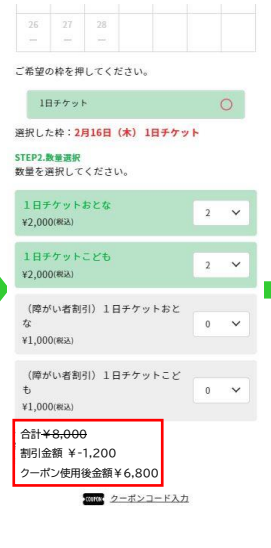 26 27 28
— — —
ご希望の枠を押してください。
1日チケット
選択した枠：2月16日（木） 1日チケット
STEP2.数量選択
数量を選択してください。
１日チケットおとな
¥2,000(税込)
2
１日チケットこども
¥2,000(税込)
2
（障がい者割引）１日チケットおと
な
¥1,000(税込)
0
（障がい者割引）１日チケットこど
も
¥1,000(税込)
0
合計￥8,000
割引金額 ￥-1,200
クーポン使用後金額￥6,800
COUPON クーポンコード入力